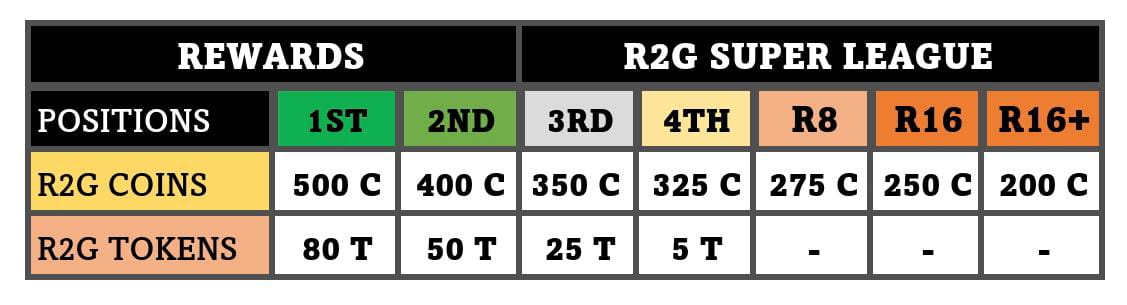 REWARDS R2G SUPER LEAGUE
POSITIONS 1ST 2ND 3RD 4TH R8 R16 R16+
R2G COINS 500 C 400 C 350 C 325 C 275 C 250 C 200 C
R2G TOKENS 80 T 50 T 25 T 5 T - - -